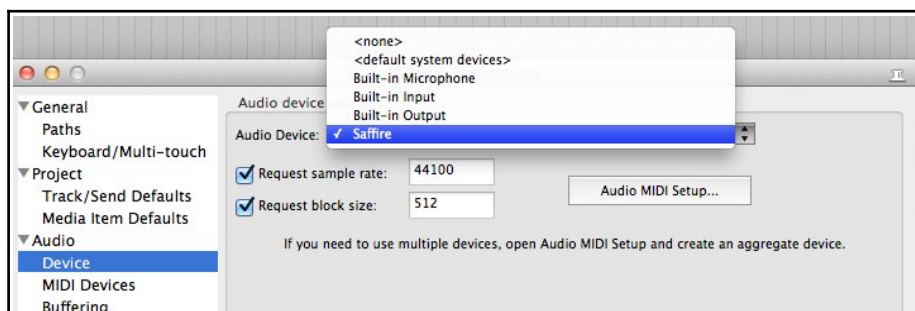 <none>
<default system devices>
Built-in Microphone
Built-in Input
Built-in Output
✓ Saffire
▼General
Paths
Keyboard/Multi-touch
▼Project
Track/Send Defaults
Media Item Defaults
▼Audio
Device
MIDI Devices
Buffering
Audio device
Audio Device:
Request sample rate: 44100
Request block size: 512
Audio MIDI Setup...
If you need to use multiple devices, open Audio MIDI Setup and create an aggregate device.